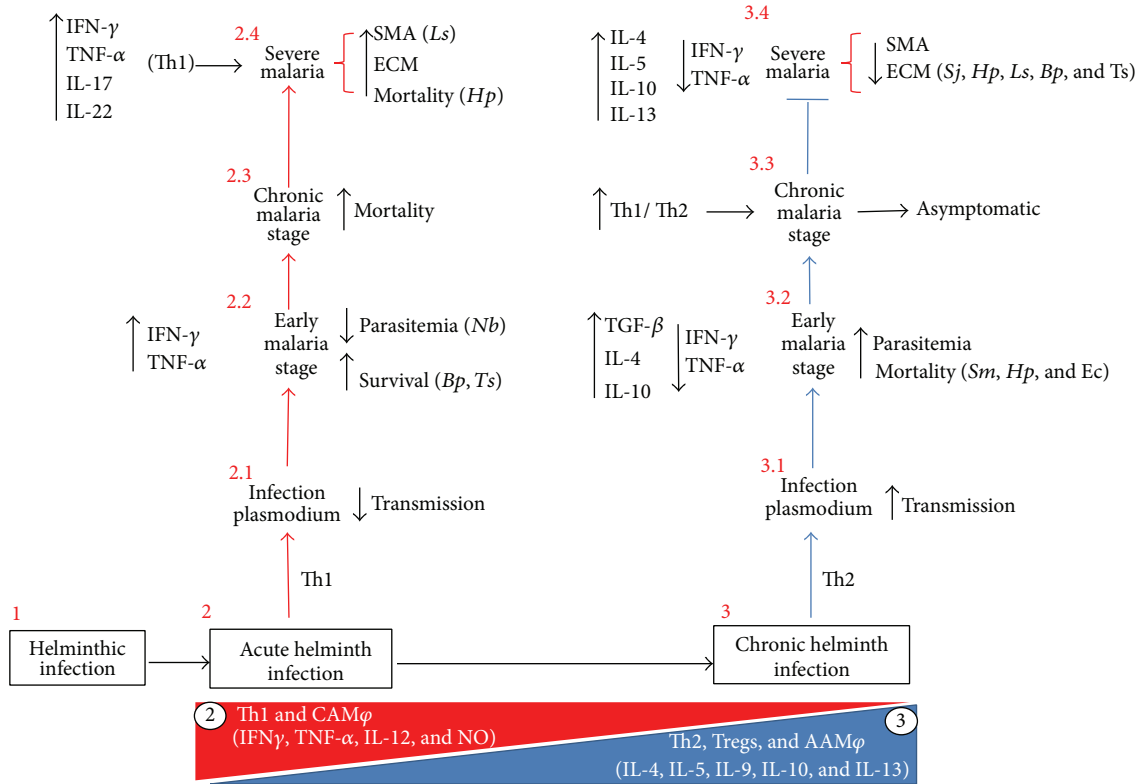 IFN-γ
TNF-α
IL-17
IL-22
(Th1)
2.4
Severe
malaria
SMA (Ls)
ECM
Mortality (Hp)
2.3
Chronic
malaria
stage
Mortality
2.2
IFN-γ
TNF-α
Early
malaria
stage
Parasitemia (Nb)
Survival (Bp, Ts)
2.1
Infection
plasmodium
Transmission
Th1
3.4
IL-4
IL-5
IL-10
IL-13
IFN-γ
TNF-α
Severe
malaria
SMA
ECM (Sj, Hp, Ls, Bp, and Ts)
3.3
Th1/ Th2
Chronic
malaria
stage
Asymptomatic
3.2
TGF-β
IL-4
IL-10
IFN-γ
TNF-α
Early
malaria
stage
Parasitemia
Mortality (Sm, Hp, and Ec)
3.1
Infection
plasmodium
Transmission
Th2
1
Helminthic
infection
2
Acute helminth
infection
3
Chronic helminth
infection
2
Th1 and CAMφ
(IFNγ, TNF-α, IL-12, and NO)
3
Th2, Tregs, and AAMφ
(IL-4, IL-5, IL-9, IL-10, and IL-13)